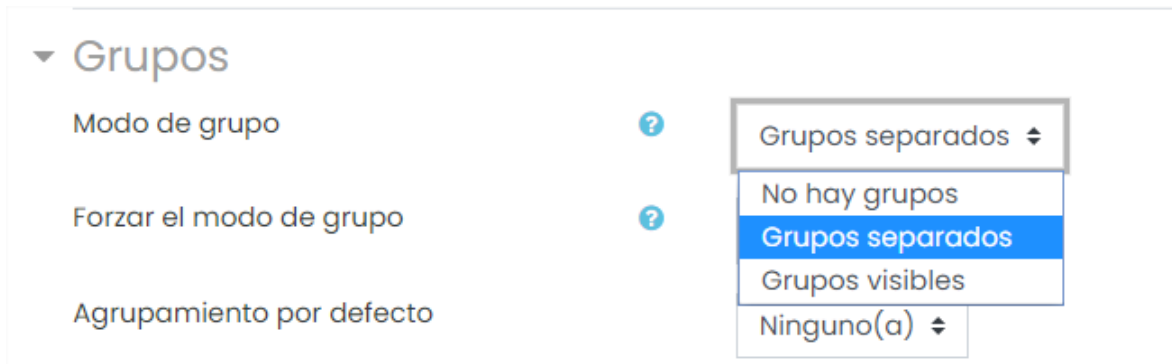 Grupos
Modo de grupo
Grupos separados
No hay grupos
Forzar el modo de grupo
Grupos separados
Grupos visibles
Agrupamiento por defecto
Ninguno(a)